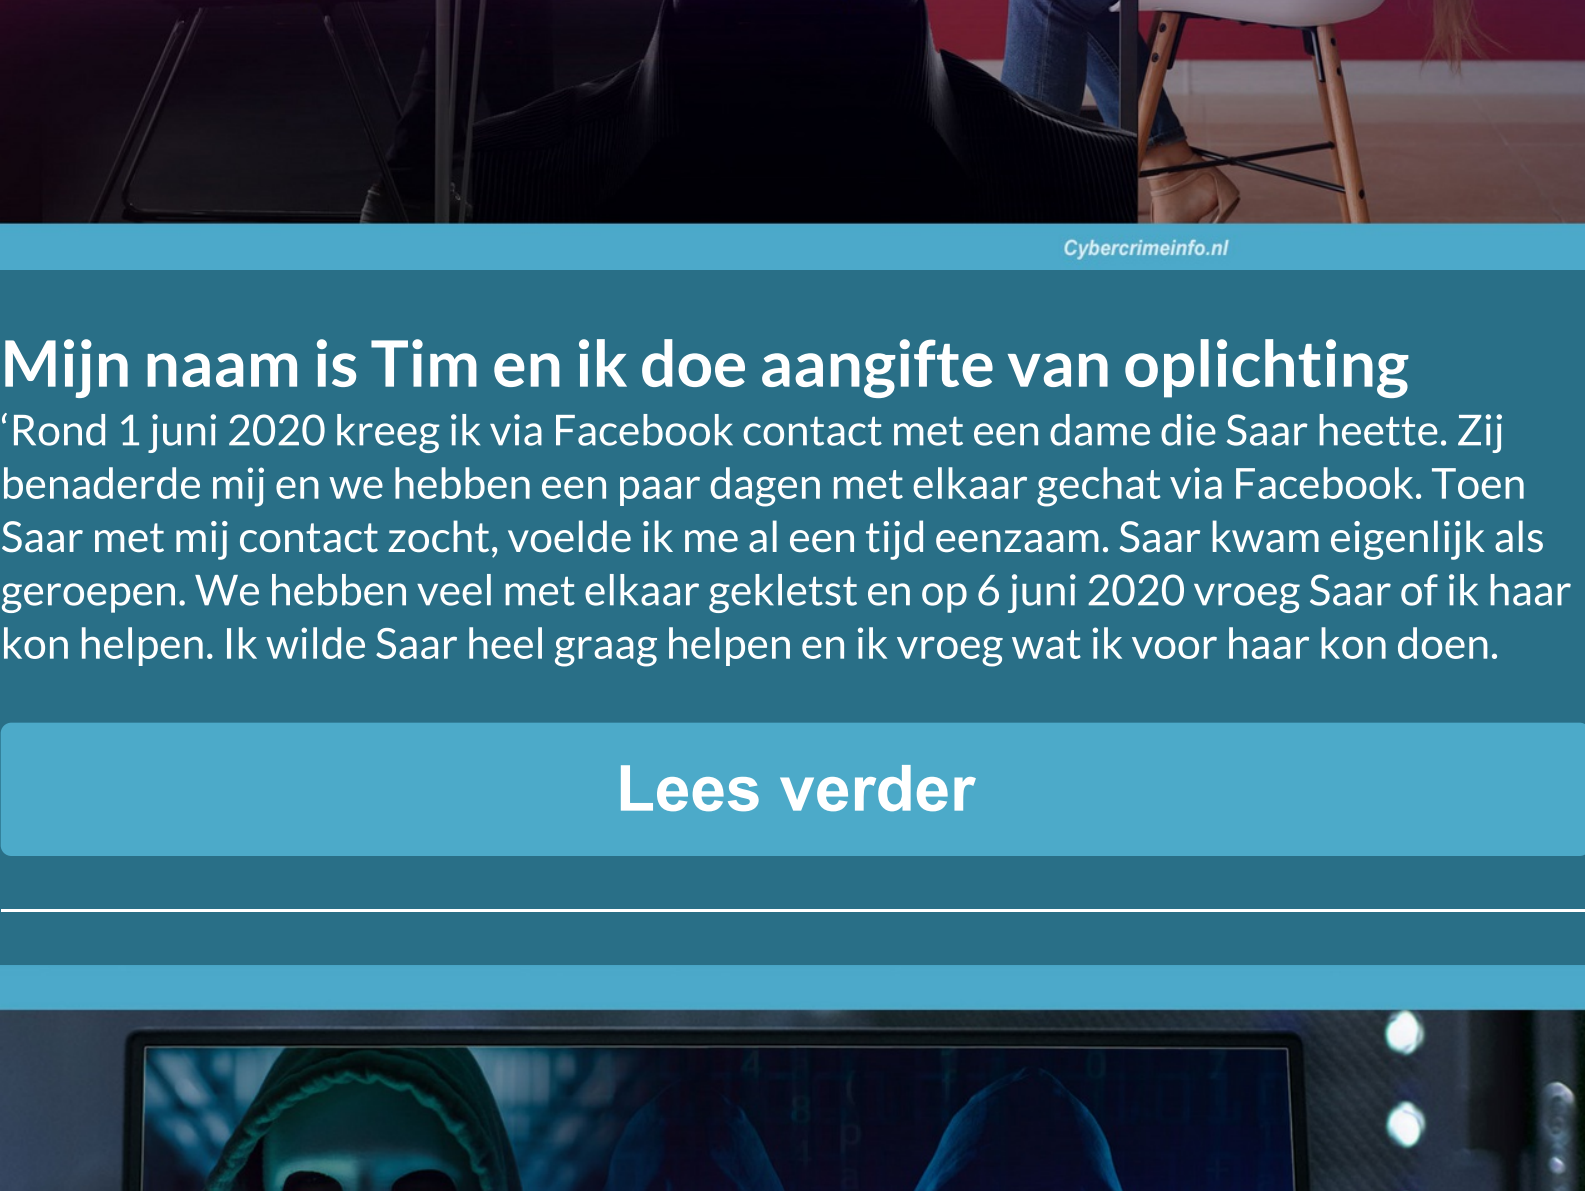 Cybercrimeinfo.nl
Mijn naam is Tim en ik doe aangifte van oplichting
‘Rond 1 juni 2020 kreeg ik via Facebook contact met een dame die Saar heette. Zij
benaderde mij en we hebben een paar dagen met elkaar gechat via Facebook. Toen
Saar met mij contact zocht, voelde ik me al een tijd eenzaam. Saar kwam eigenlijk als
geroepen. We hebben veel met elkaar gekletst en op 6 juni 2020 vroeg Saar of ik haar
kon helpen. Ik wilde Saar heel graag helpen en ik vroeg wat ik voor haar kon doen.
Lees verder